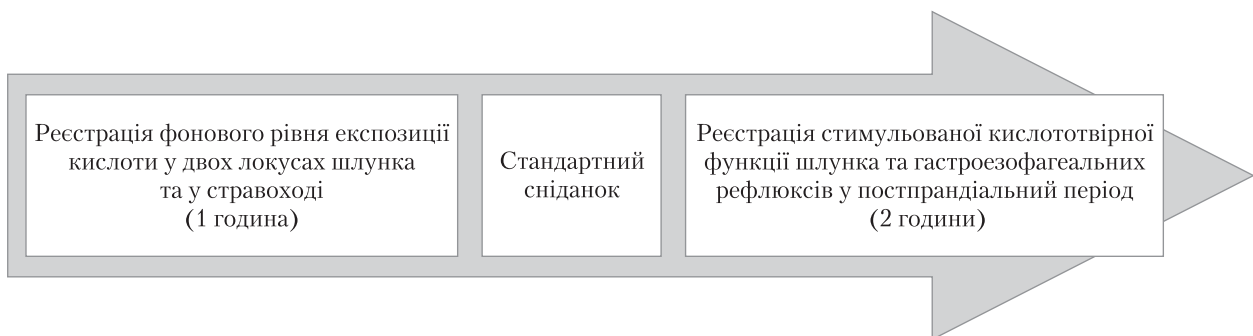 Реєстрація фонового рівня експозиції
кислоти у двох локусах шлунка
та у стравоході
(1 година)
Стандартний
сніданок
Реєстрація стимульованої кислототвірної
функції шлунка та гастроезофагеальних
рефлюксів у постпрандіальний період
(2 години)